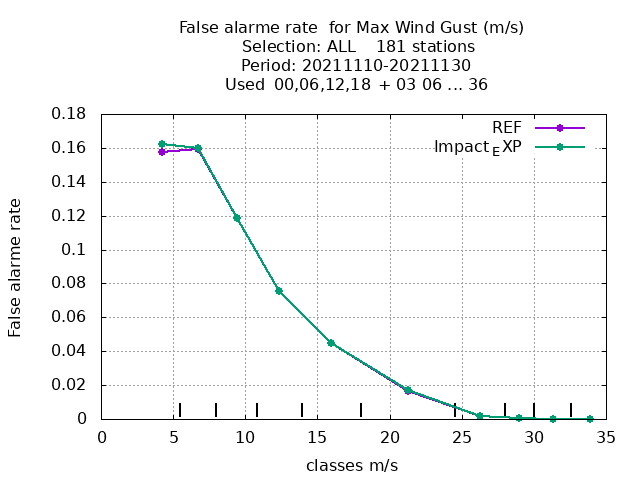 False alarme rate  for Max Wind Gust (m/s)
Selection: ALL    181 stations
Period: 20211110-20211130
Used  00,06,12,18  + 03 06 ... 36
REF
Impact_EXP
False alarme rate
0.18
0.16
0.14
0.12
0.1
0.08
0.06
0.04
0.02
0
0 5 10 15 20 25 30 35
classes m/s